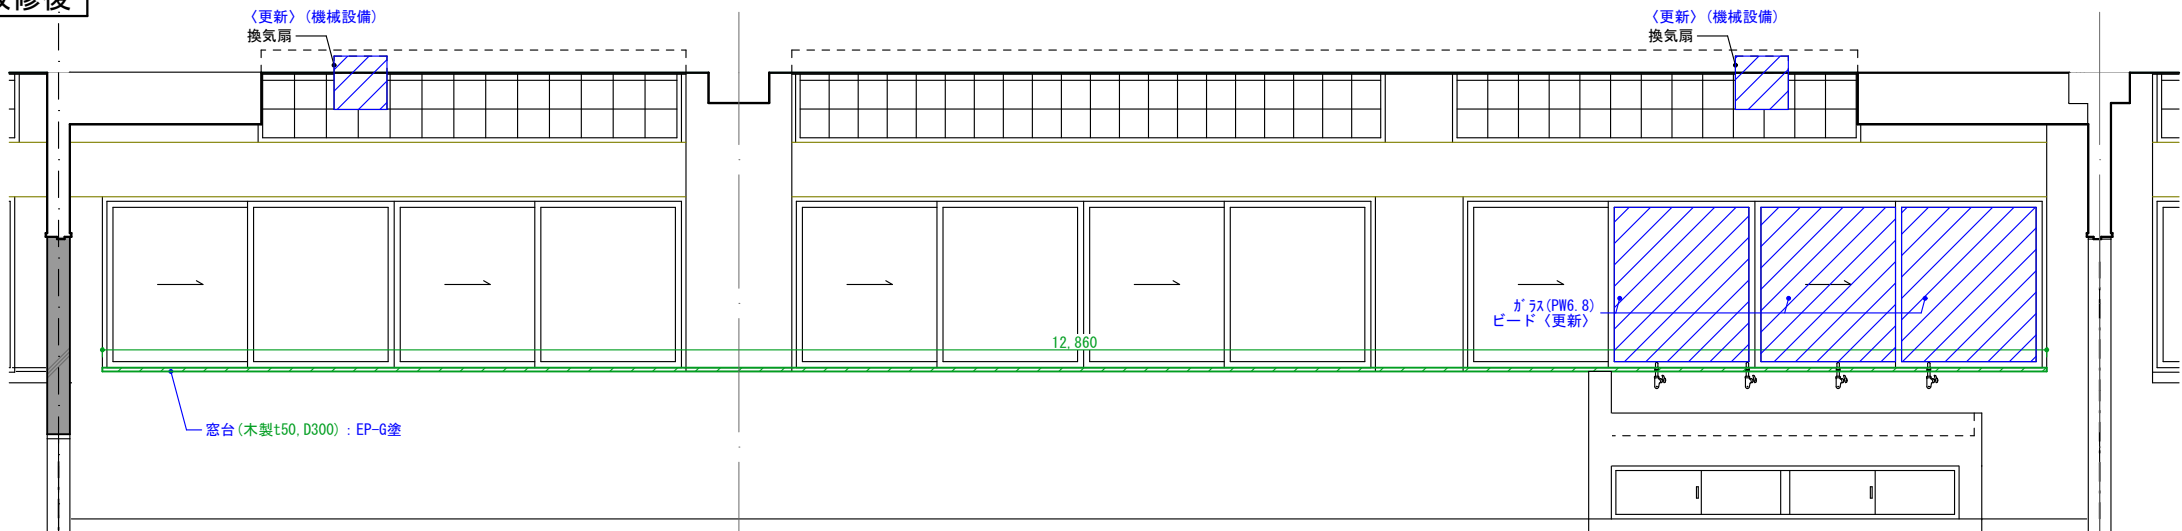 改修後
〈更新〉(機械設備)
換気扇
〈更新〉(機械設備)
換気扇
ｶﾞﾗｽ(PW6.8)
ビード〈更新〉
12,860
窓台(木製t50,D300)：EP-G塗